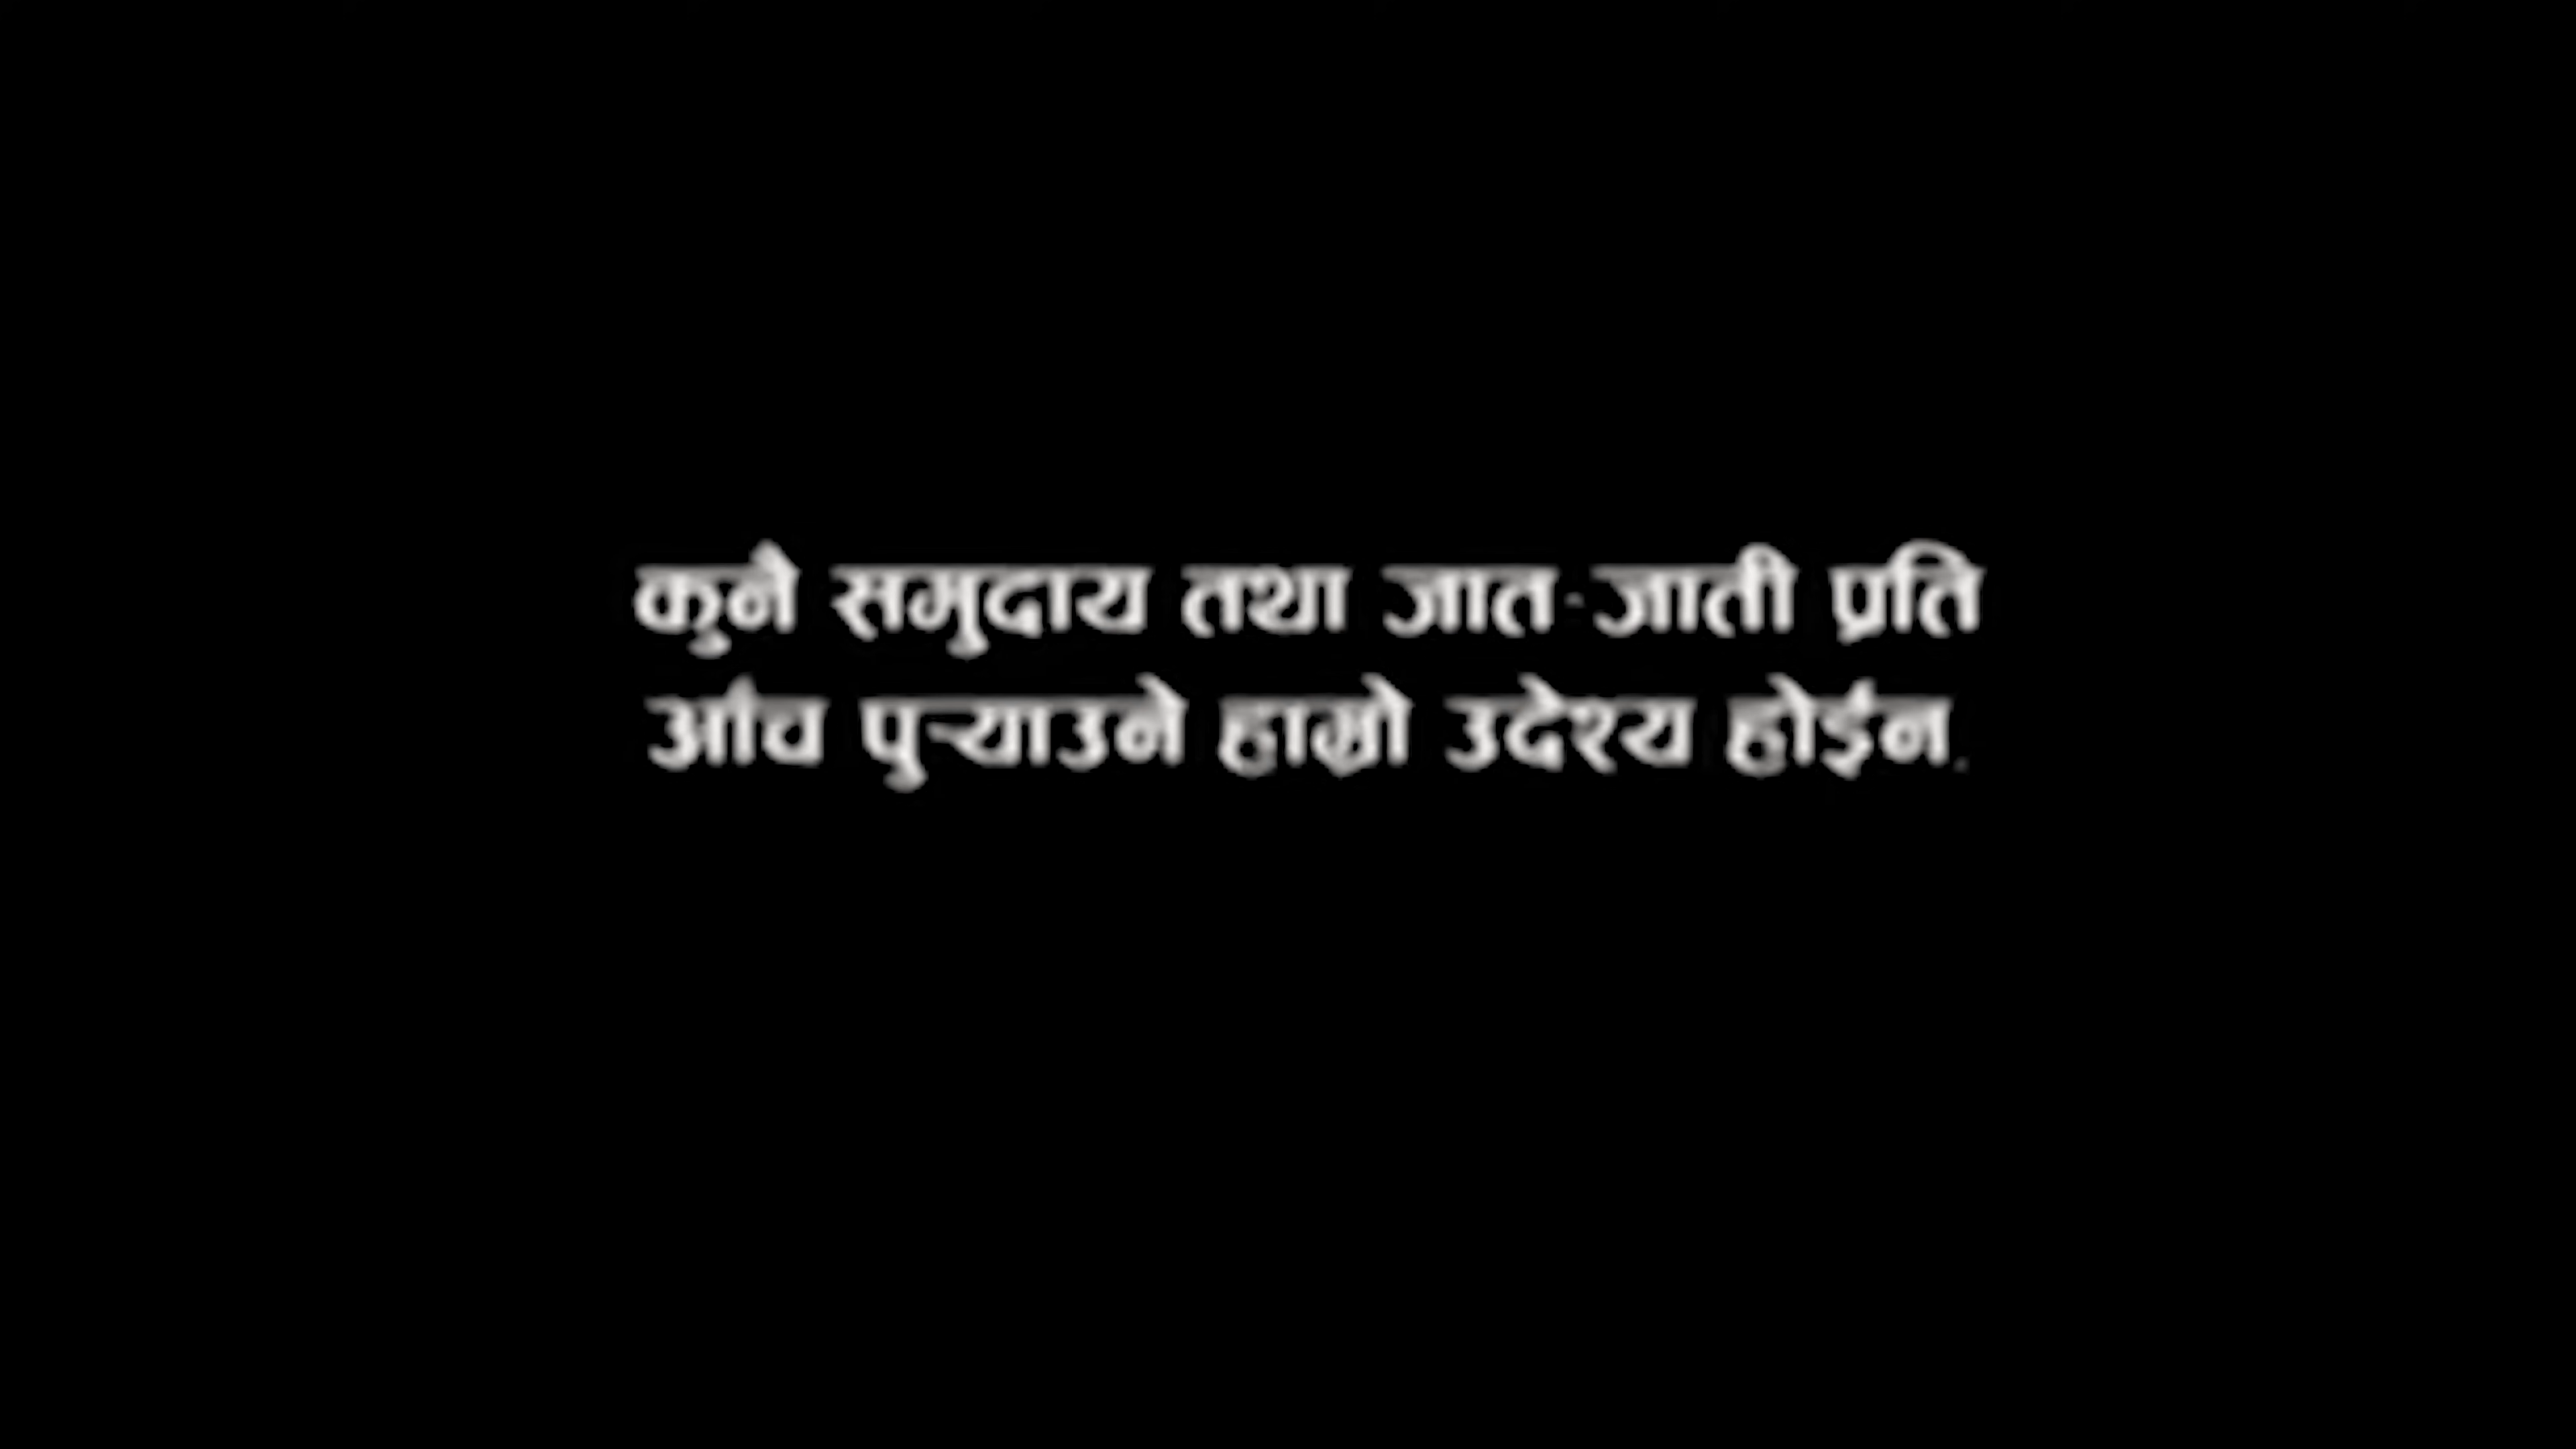 कुनै समुदाय तथा जात-जाती प्रति
आँच पुर्‍याउने हाम्रो उदेश्य होईन.